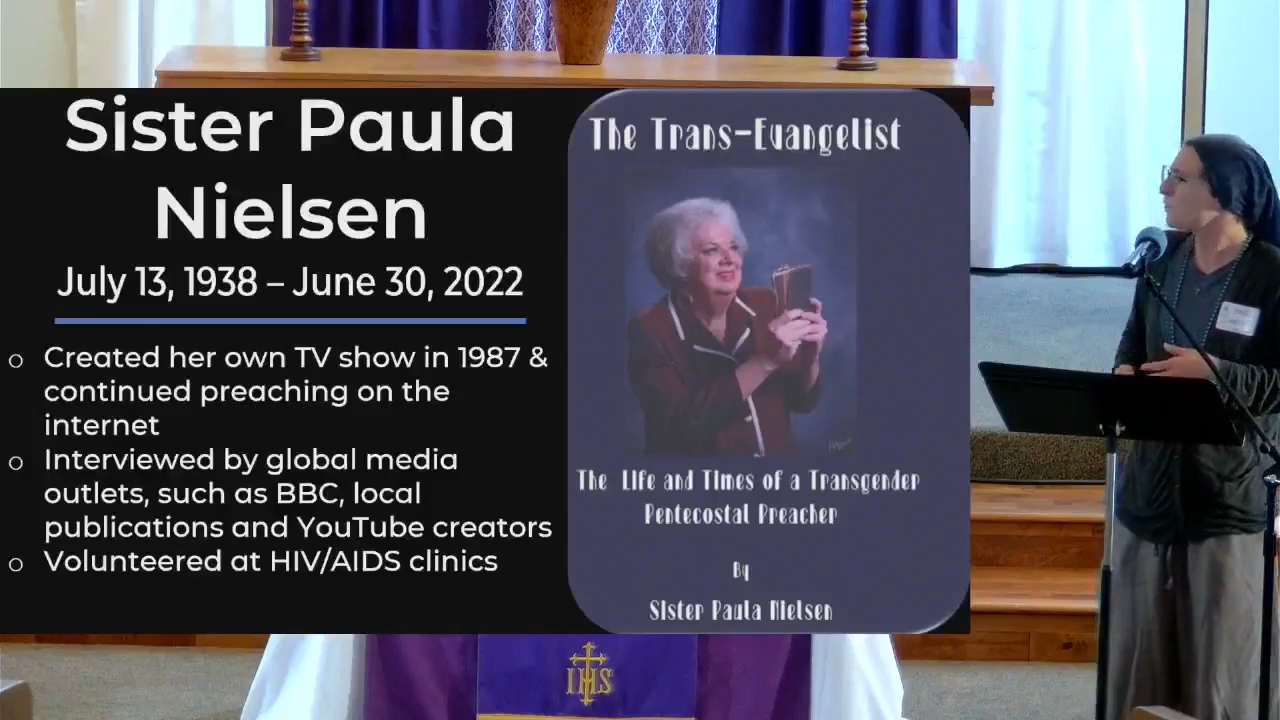 Sister Paula
Nielsen
July 13, 1938 – June 30, 2022
o Created her own TV show in 1987 &
continued preaching on the
internet
o Interviewed by global media
outlets, such as BBC, local
publications and YouTube creators
o Volunteered at HIV/AIDS clinics
The Trans-Evangelist
The Life and Times of a Transgender
Pentecostal Preacher
By
Sister Paula Nielsen
IHS